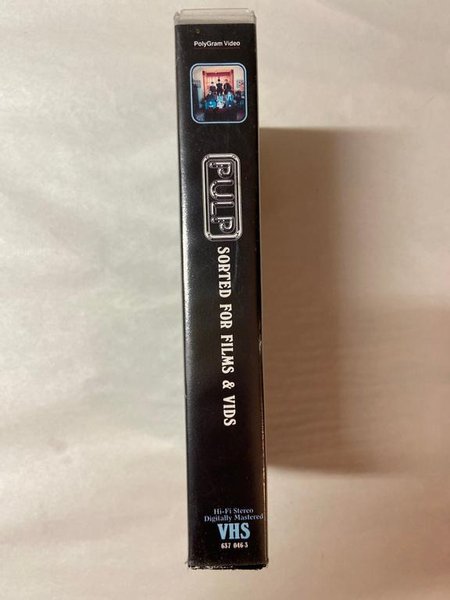 PolyGram Video
PULP
SORTED FOR FILMS & VIDS
Hi-Fi Stereo
Digitally Mastered
VHS
637 046-3